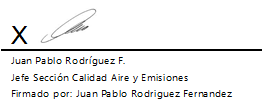 X
Juan Pablo Rodríguez F.
Jefe Sección Calidad Aire y Emisiones
Firmado por: Juan Pablo Rodriguez Fernandez